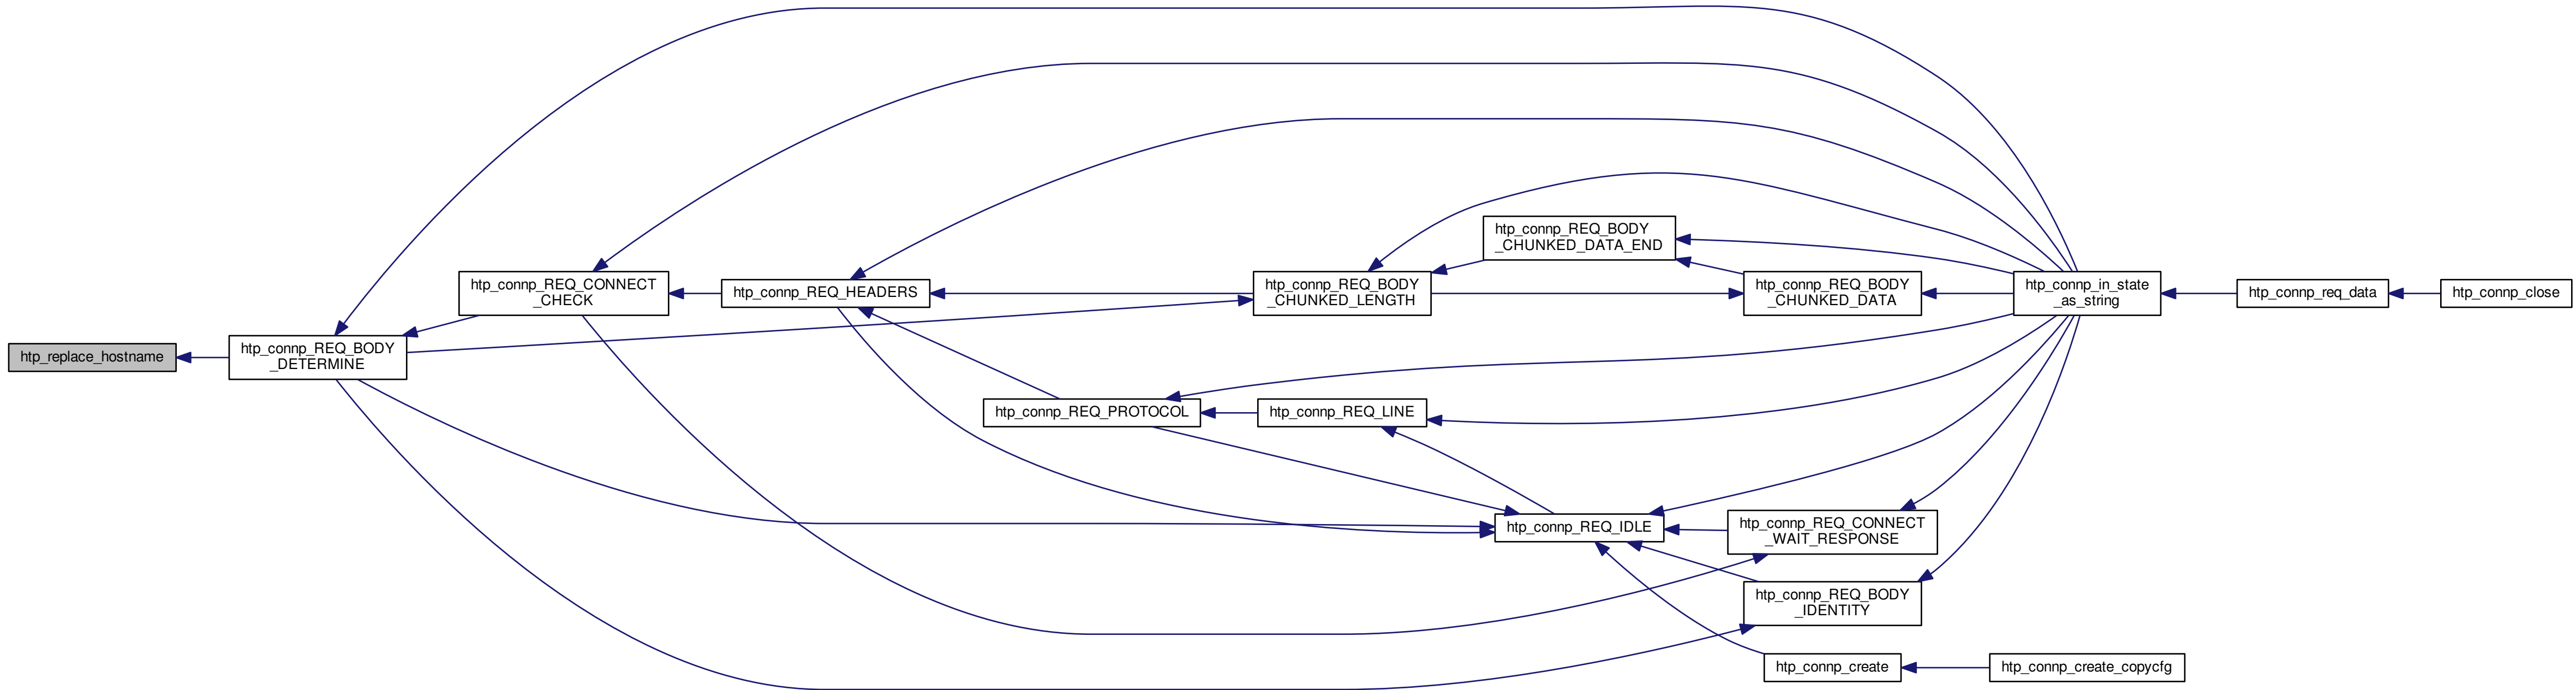 htp_replace_hostname
htp_connp_REQ_BODY
_DETERMINE
htp_connp_REQ_CONNECT
_CHECK
htp_connp_REQ_HEADERS
htp_connp_REQ_PROTOCOL
htp_connp_REQ_BODY
_CHUNKED_LENGTH
htp_connp_REQ_LINE
htp_connp_REQ_BODY
_CHUNKED_DATA_END
htp_connp_REQ_IDLE
htp_connp_REQ_BODY
_CHUNKED_DATA
htp_connp_REQ_CONNECT
_WAIT_RESPONSE
htp_connp_REQ_BODY
_IDENTITY
htp_connp_create
htp_connp_in_state
_as_string
htp_connp_create_copycfg
htp_connp_req_data
htp_connp_close